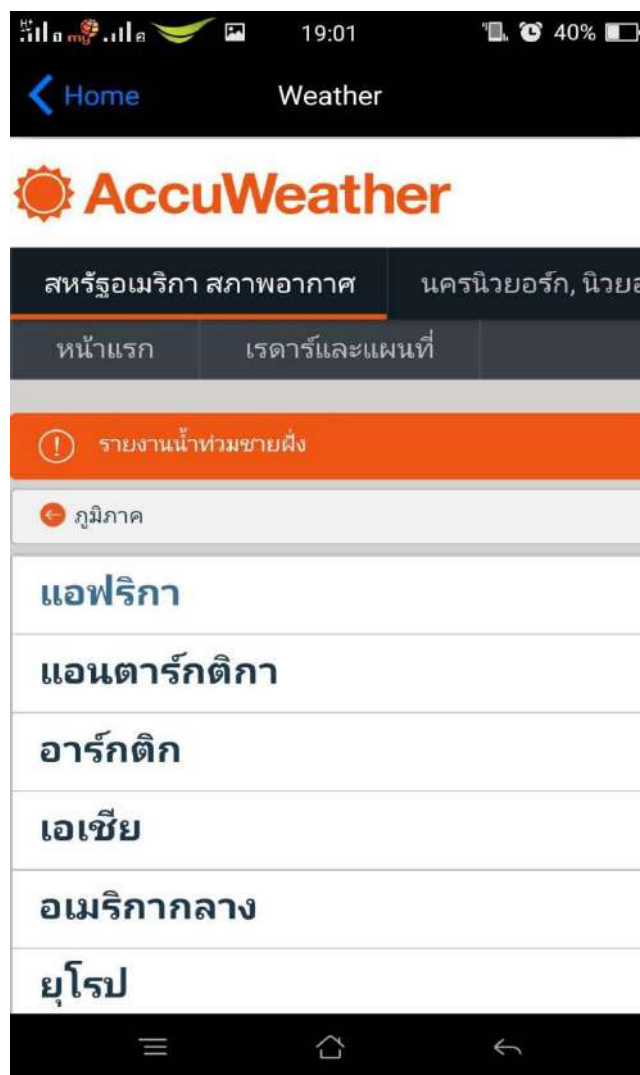 19:01 40%
Home Weather
AccuWeather
สหรัฐอเมริกา สภาพอากาศ นครนิวยอร์ก,
หน้าแรก เรดาร์และแผนที่
รายงานน้ำท่วมชายฝั่ง
ภูมิภาค
แอฟริกา
แอนตาร์กติกา
อาร์กติก
เอเชีย
อเมริกากลาง
ยุโรป